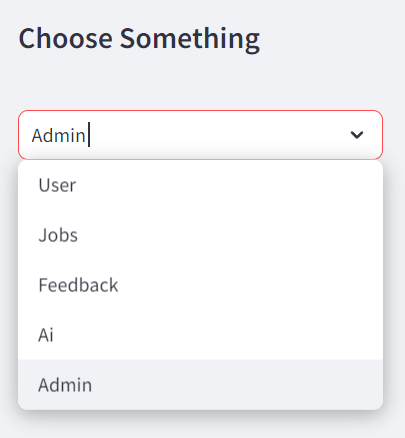 Choose Something
Admin
User
Jobs
Feedback
Ai
Admin